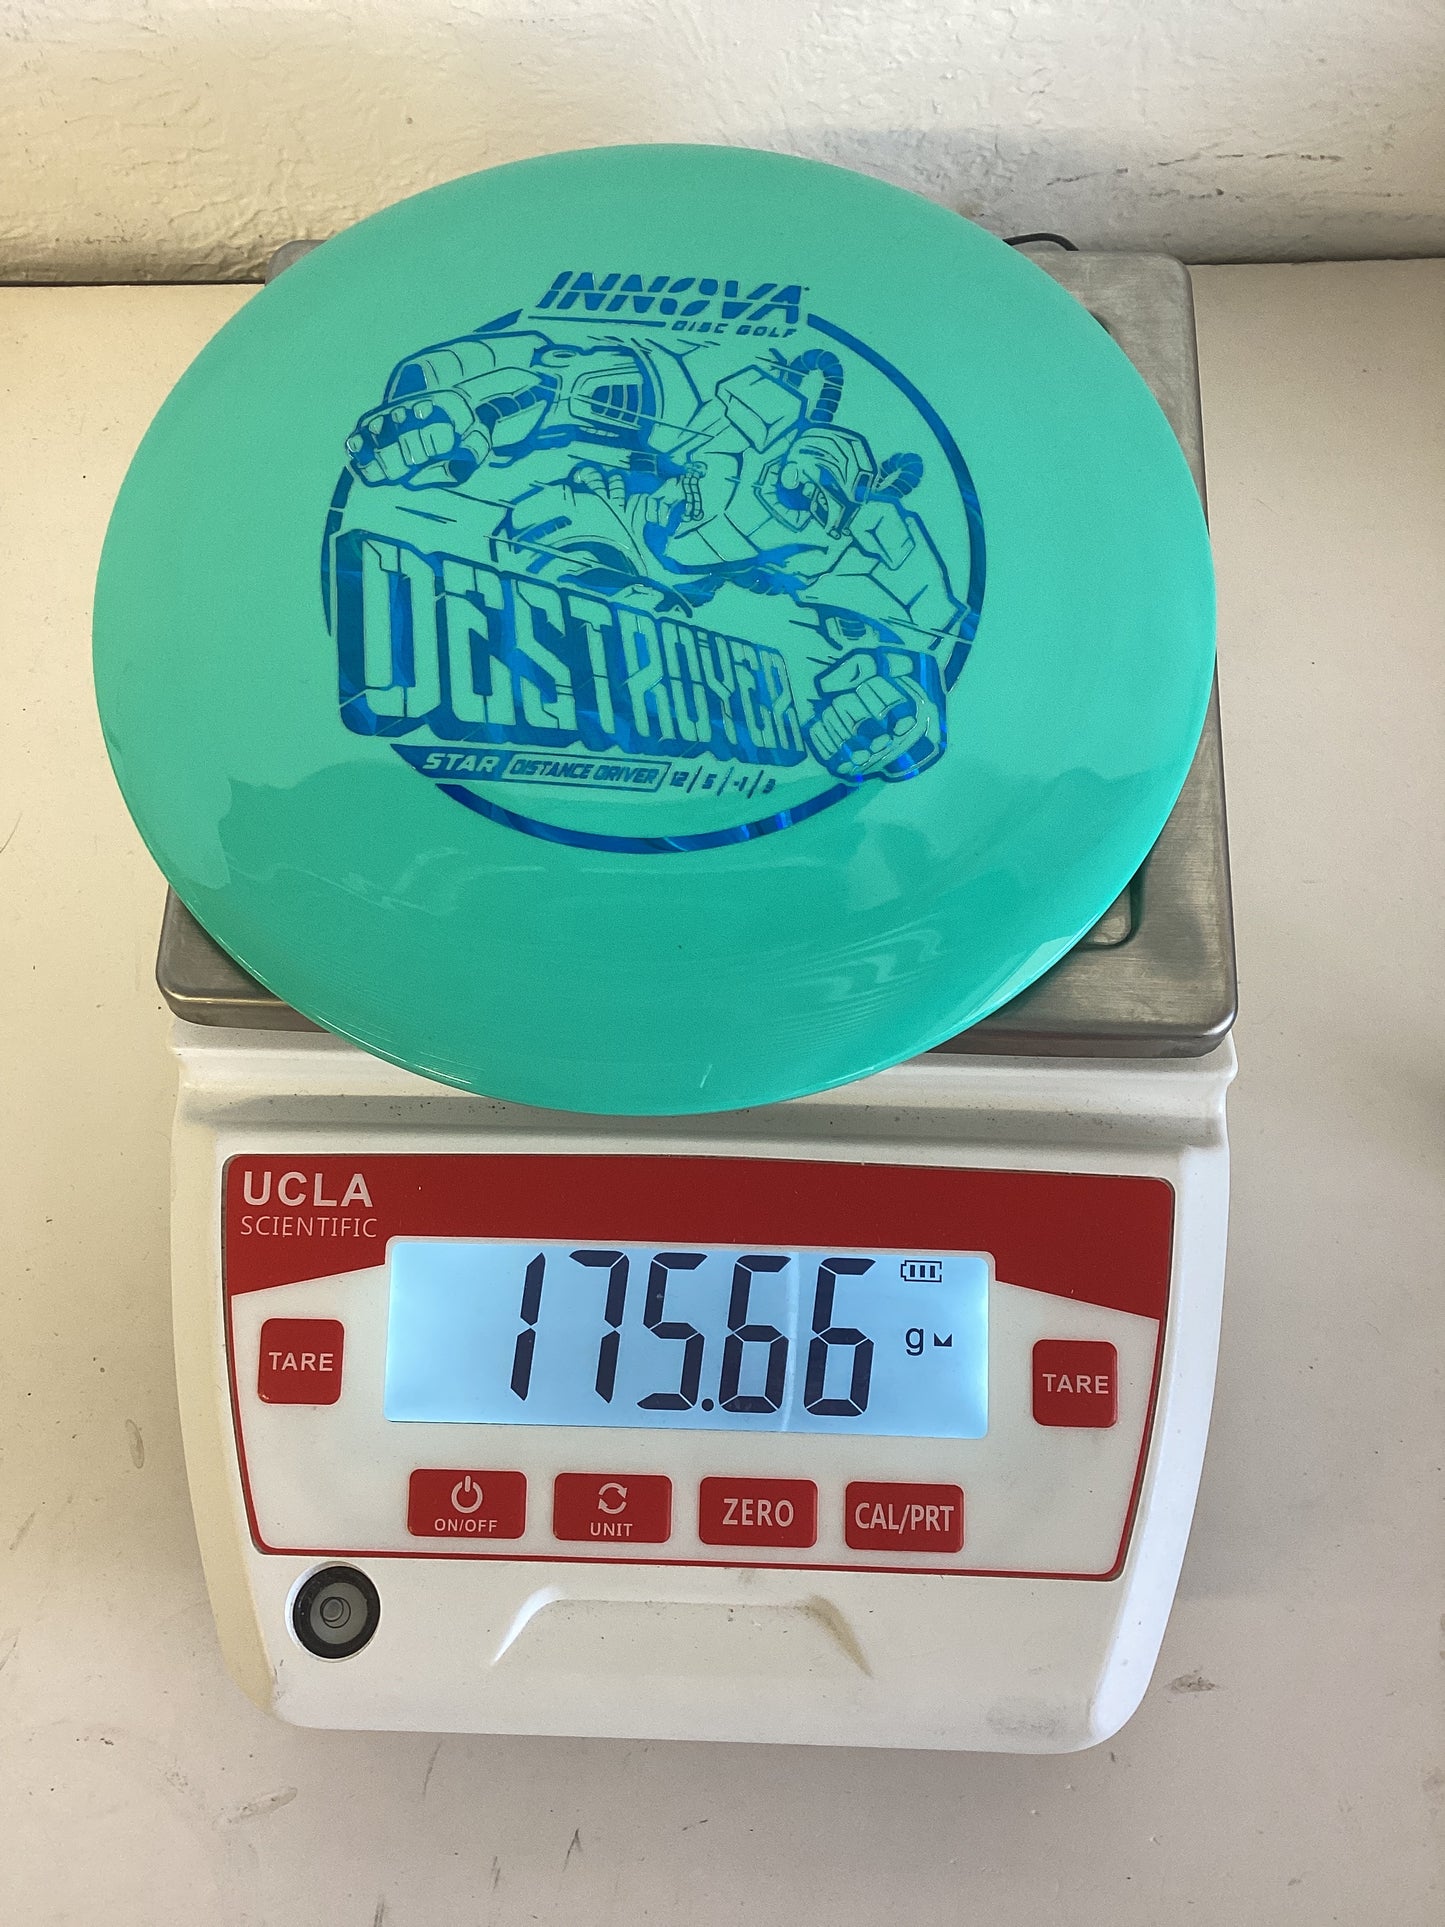 INNOVA
DISC GOLF
DESTROYER
STAR DISTANCE DRIVER 12/5/-1/3
UCLA
SCIENTIFIC
175.66 g
TARE
TARE
ON/OFF UNIT ZERO CAL/PRT